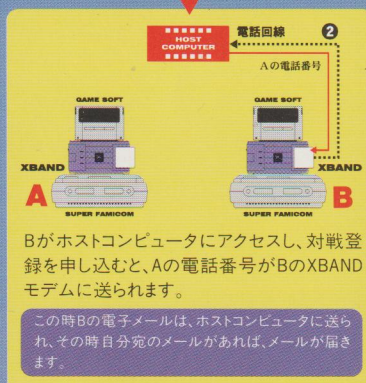 HOST
COMPUTER
電話回線
❷
Aの電話番号
GAME SOFT
GAME SOFT
XBAND
XBAND
A
B
SUPER FAMICOM
SUPER FAMICOM
Bがホストコンピュータにアクセスし、対戦登
録を申し込むと、Aの電話番号がBのXBAND
モデムに送られます。
この時Bの電子メールは、ホストコンピュータに送ら
れ、その時自分宛のメールがあれば、メールが届き
ます。